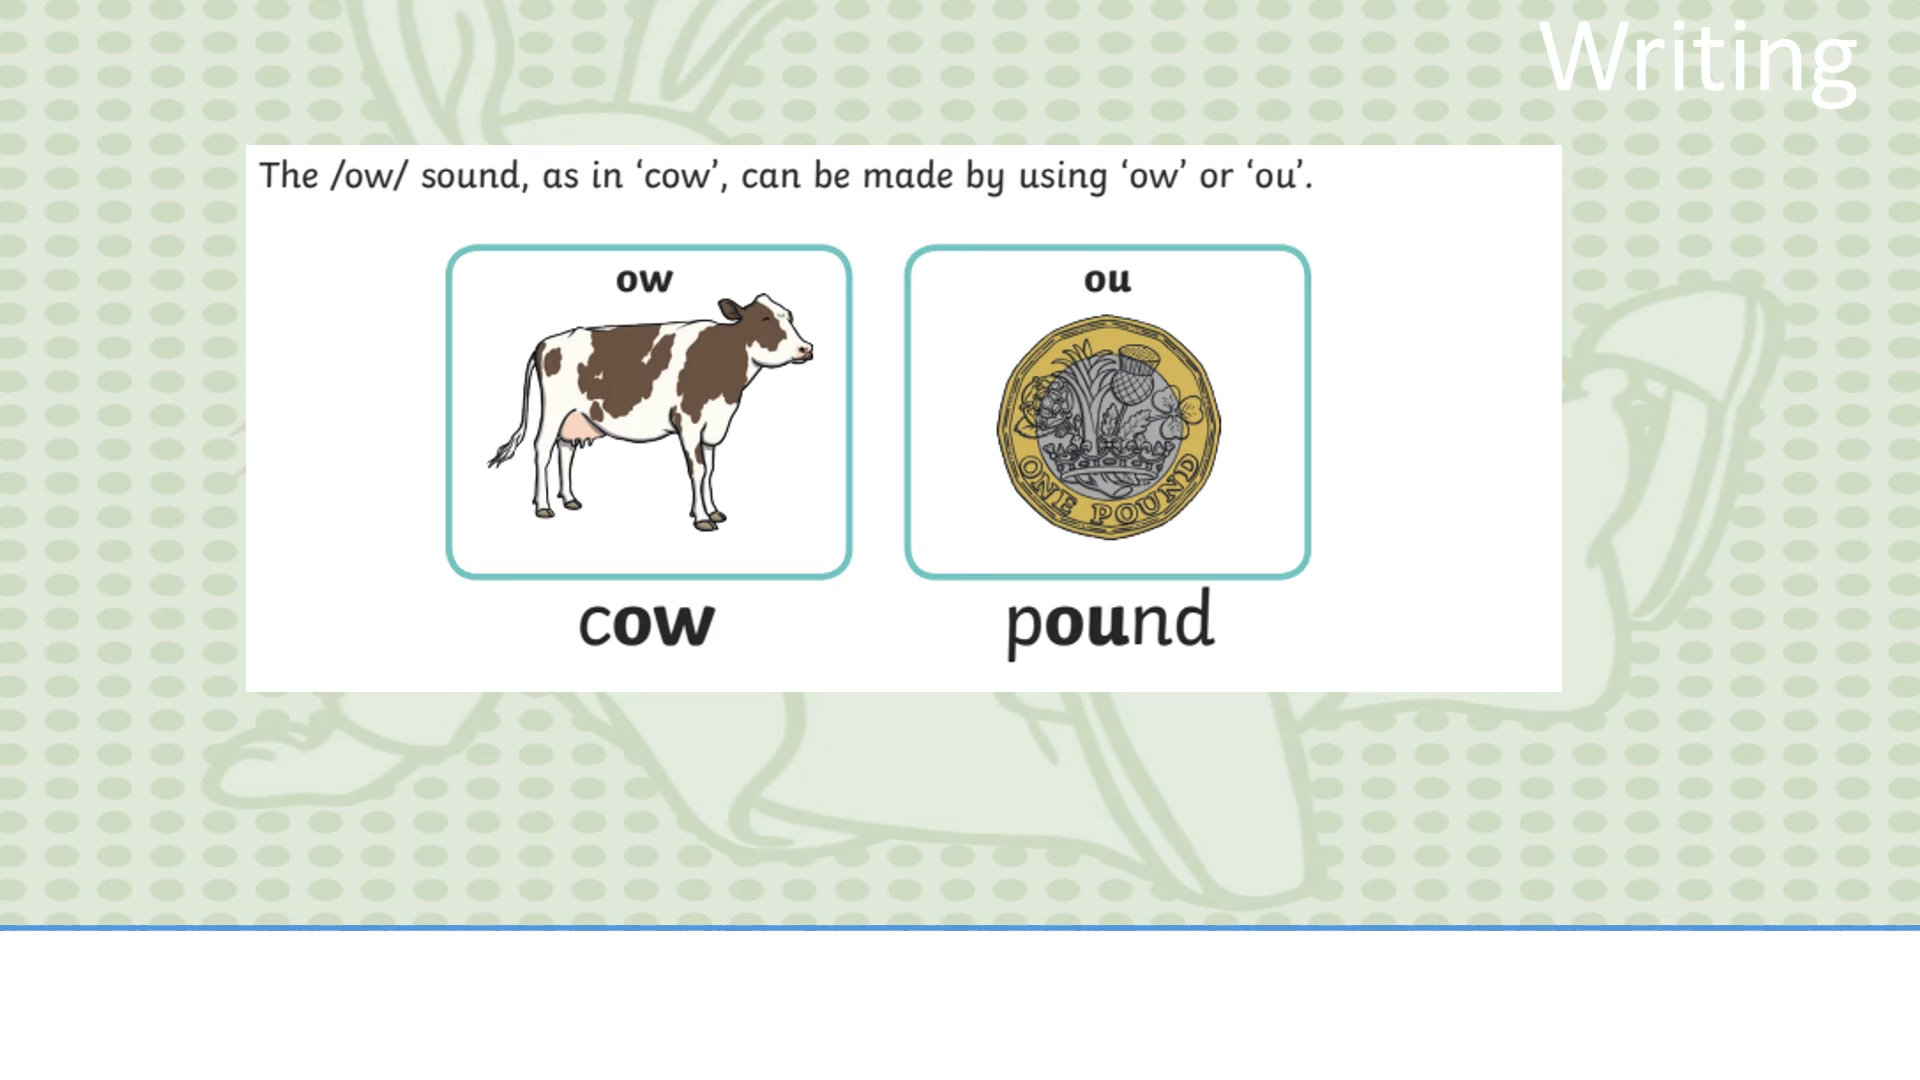 Writing
The /ow/ sound, as in ‘cow’, can be made by using ‘ow’ or ‘ou’.
ow
ou
ONE POUND
cow
pound